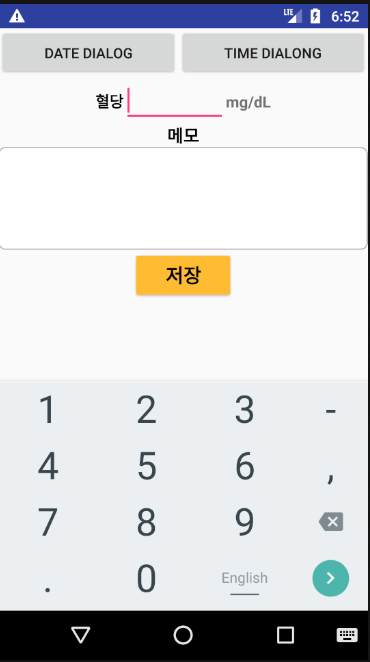 LTE 6:52
DATE DIALOG TIME DIALONG
혈당 mg/dL
메모
저장
1 2 3 -
4 5 6 ,
7 8 9
. 0 English